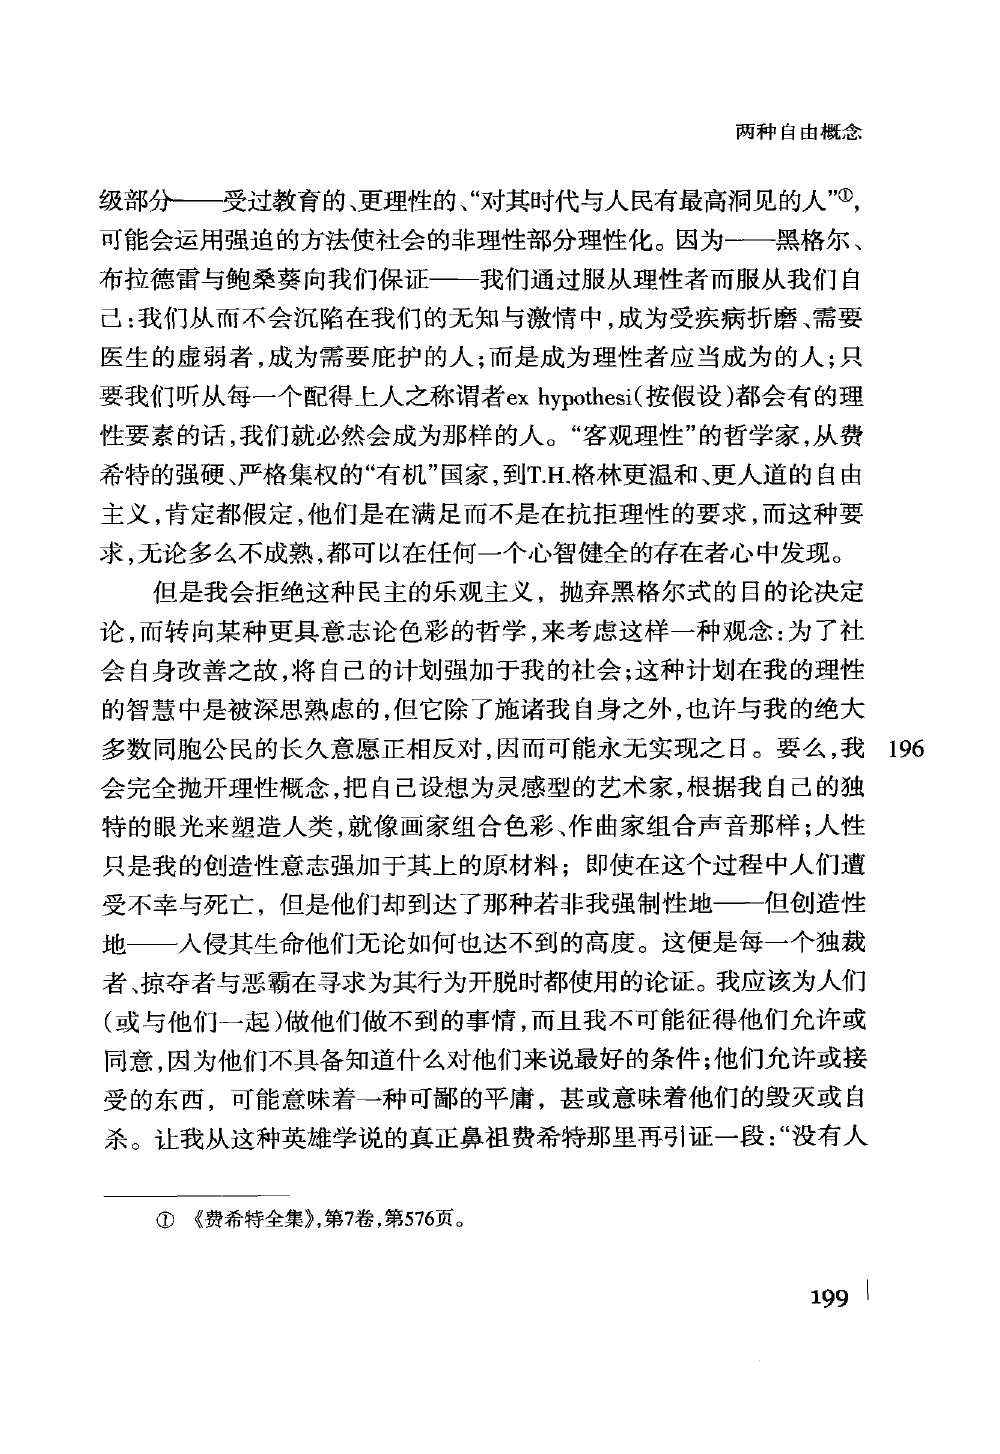 两种自由概念
级部分——受过教育的、更理性的、“对其时代与人民有最高洞见的人”①,
可能会运用强迫的方法使社会的非理性部分理性化。因为——黑格尔、
布拉德雷与鲍桑葵向我们保证——我们通过服从理性者而服从我们自
己:我们从而不会沉陷在我们的无知与激情中,成为受疾病折磨、需要
医生的虚弱者,成为需要庇护的人;而是成为理性者应当成为的人;只
要我们听从每一个配得上人之称谓者ex hypothesi(按假设)都会有的理
性要素的话,我们就必然会成为那样的人。“客观理性”的哲学家,从费
希特的强硬、严格集权的“有机”国家,到T.H.格林更温和、更人道的自由
主义,肯定都假定,他们是在满足而不是在抗拒理性的要求,而这种要
求,无论多么不成熟,都可以在任何一个心智健全的存在者心中发现。
但是我会拒绝这种民主的乐观主义,抛弃黑格尔式的目的论决定
论,而转向某种更具意志论色彩的哲学,来考虑这样一种观念:为了社
会自身改善之故,将自己的计划强加于我的社会;这种计划在我的理性
的智慧中是被深思熟虑的,但它除了施诸我自身之外,也许与我的绝大
多数同胞公民的长久意愿正相反对,因而可能永无实现之日。要么,我 196
会完全抛开理性概念,把自己设想为灵感型的艺术家,根据我自己的独
特的眼光来塑造人类,就像画家组合色彩、作曲家组合声音那样;人性
只是我的创造性意志强加于其上的原材料;即使在这个过程中人们遭
受不幸与死亡,但是他们却到达了那种若非我强制性地——但创造性
地——入侵其生命他们无论如何也达不到的高度。这便是每一个独裁
者、掠夺者与恶霸在寻求为其行为开脱时都使用的论证。我应该为人们
(或与他们一起)做他们做不到的事情,而且我不可能征得他们允许或
同意,因为他们不具备知道什么对他们来说最好的条件;他们允许或接
受的东西,可能意味着一种可鄙的平庸,甚或意味着他们的毁灭或自
杀。让我从这种英雄学说的真正鼻祖费希特那里再引证一段:“没有人
① 《费希特全集》,第7卷,第576页。
199